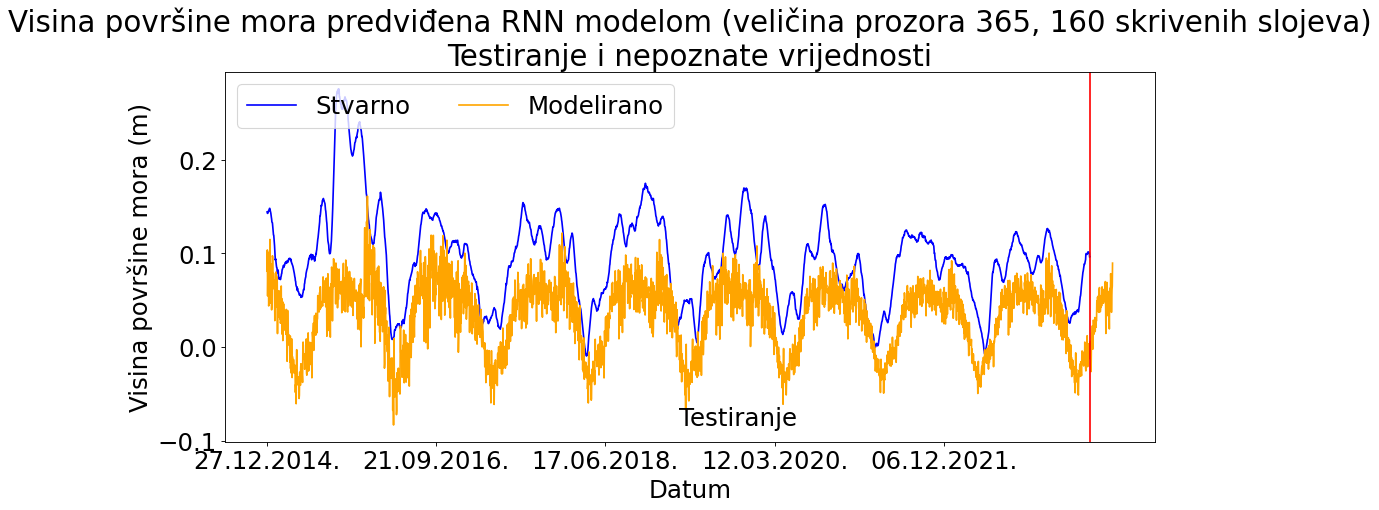 Visina površine mora predviđena RNN modelom (veličina prozora 365, 160 skrivenih slojeva)
Testiranje i nepoznate vrijednosti
Stvarno Modelirano
Visina površine mora (m)
0.2
0.1
0.0
−0.1
Testiranje
27.12.2014. 21.09.2016. 17.06.2018. 12.03.2020. 06.12.2021.
Datum